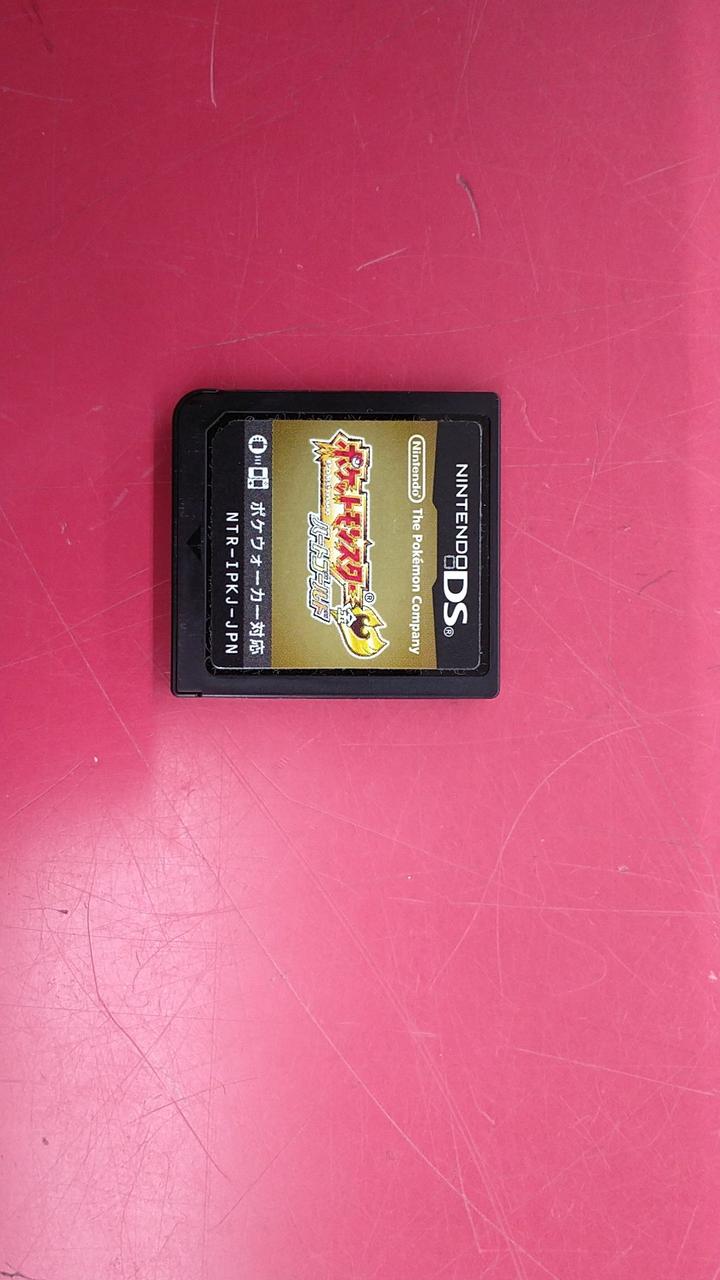 NINTENDO DS®
Nintendo® The Pokémon Company
ポケットモンスター®
ハートゴールド
ポケウォーカー対応
NTR-IPKJ-JPN